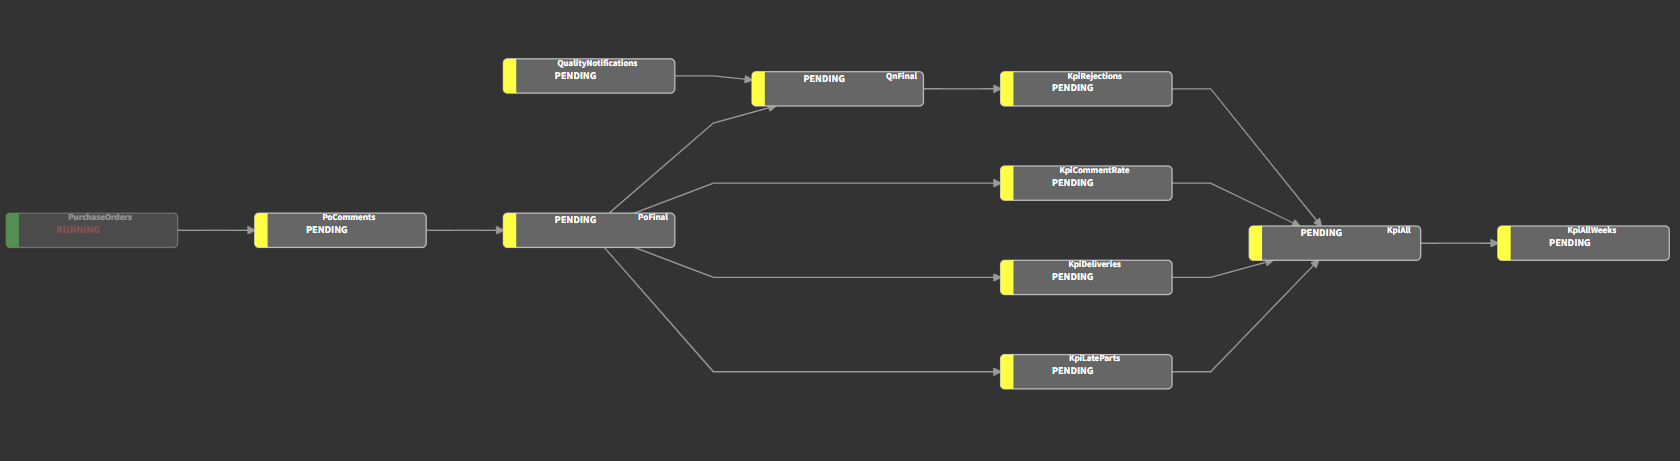 QualityNotifications
PENDING
PENDING QnFinal
KpiRejections
PENDING
KpiCommentRate
PENDING
PurchaseOrders
RUNNING
PoComments
PENDING
PENDING PoFinal
PENDING KpiAll
KpiAllWeeks
PENDING
KpiDeliveries
PENDING
KpiLateParts
PENDING